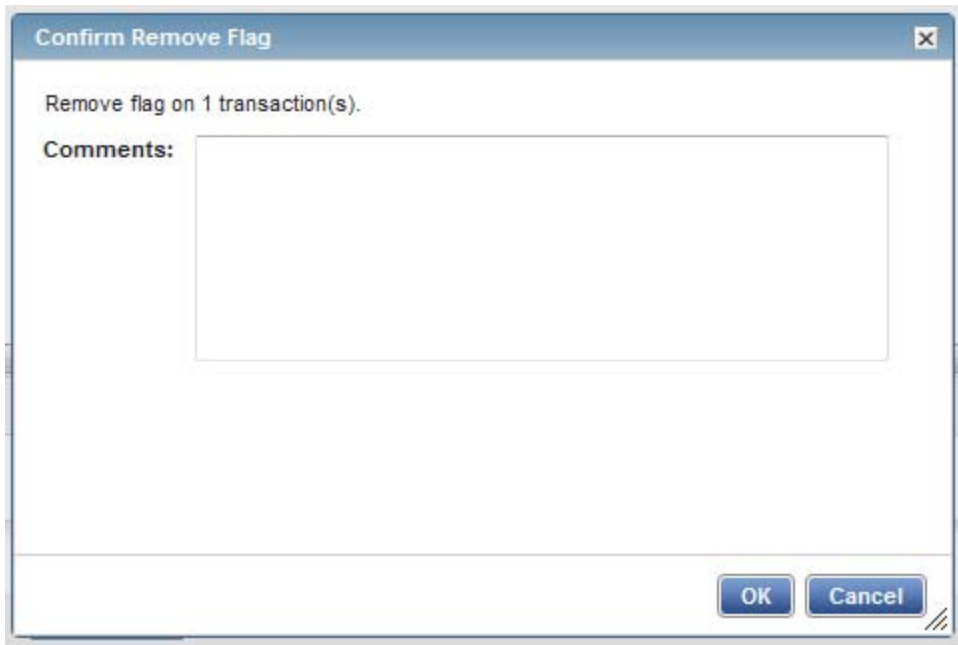 Confirm Remove Flag
Remove flag on 1 transaction(s).
Comments:
OK Cancel